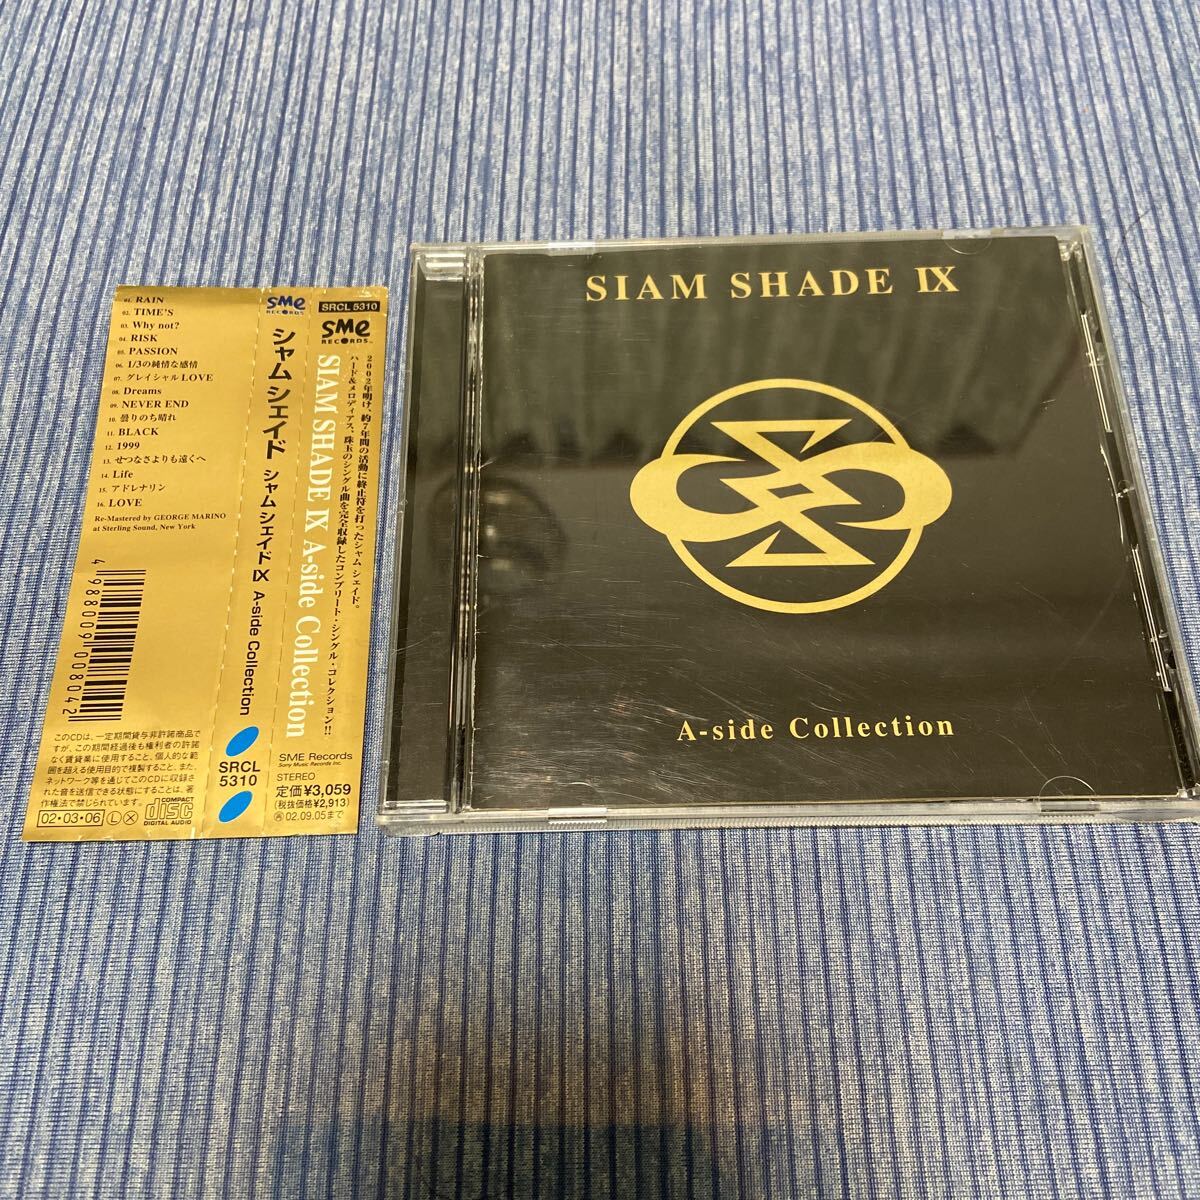 01. RAIN
02. TIME'S
03. Why not?
04. RISK
05. PASSION
06. 1/3の純情な感情
07. グレイシャルLOVE
08. Dreams
09. NEVER END
10. 曇りのち晴れ
11. BLACK
12. 1999
13. せつなさよりも遠くへ
14. Life
15. アドレナリン
16. LOVE
Re-Mastered by GEORGE MARINO
at Sterling Sound, New York
4 988009 008042
このCDは、一定期間貸与非許諾商品で
すが、この期間経過後も権利者の許諾
なく賃貸業に使用すること、個人的な範
囲を超える使用目的で複製すること、また、
ネットワーク等を通じてこのCDに収録さ
れた音を送信できる状態にすることは、著
作権法で禁じられています。
COMPACT
disc
DIGITAL AUDIO
02・03・06 L X
SMe
RECORDS
シャム シェイド シャム シェイド IX A-side Collection
SRCL
5310
SRCL 5310
SMe
RECORDS™
2002年明け、約7年間の活動に終止符を打ったシャム シェイド。
ハード&メロディアス、珠玉のシングル曲を完全収録したコンプリート・シングル・コレクション!!
SIAM SHADE IX A-side Collection
SME Records
Sony Music Records Inc.
STEREO
定価¥3,059
(税抜価格¥2,913)
再 02.09.05まで
SIAM SHADE IX
A-side Collection